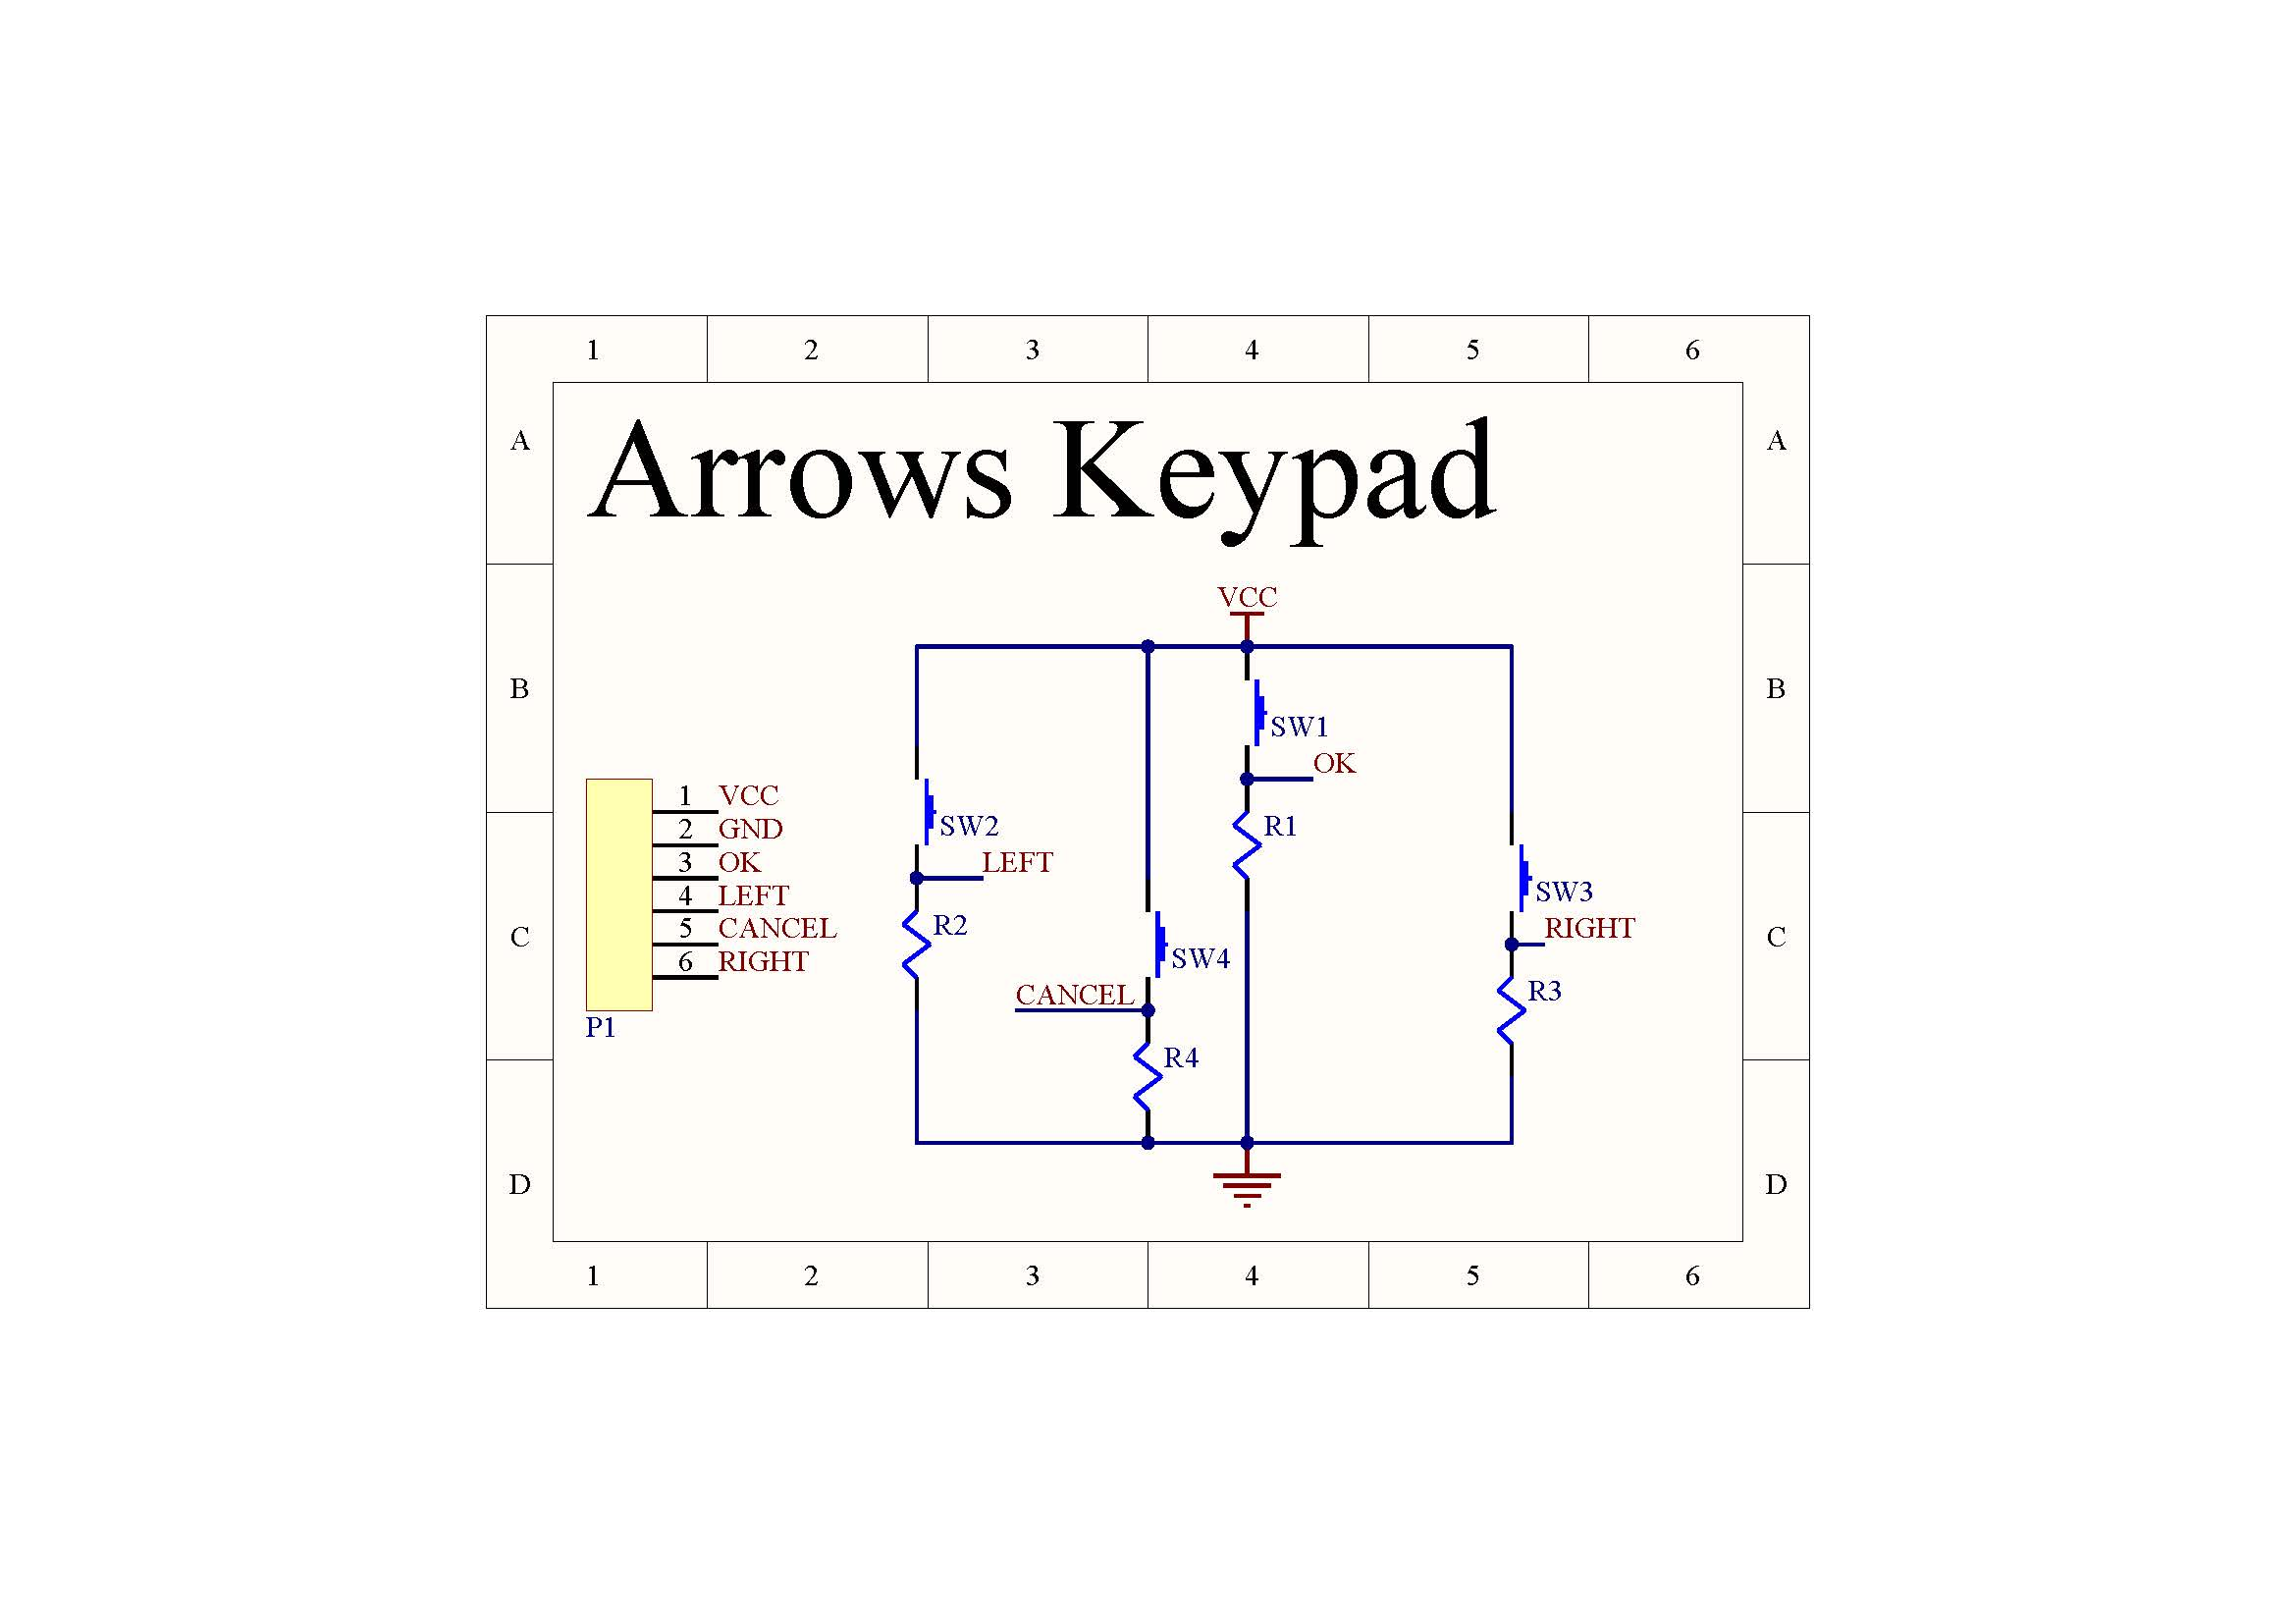 1 2 3 4 5 6
A A
Arrows Keypad
VCC
B B
SW1
OK
1 VCC
2 GND
3 OK
4 LEFT
5 CANCEL
6 RIGHT
P1
SW2
LEFT
R2
R1
SW3
RIGHT
R3
SW4
CANCEL
R4
C C
D D
1 2 3 4 5 6